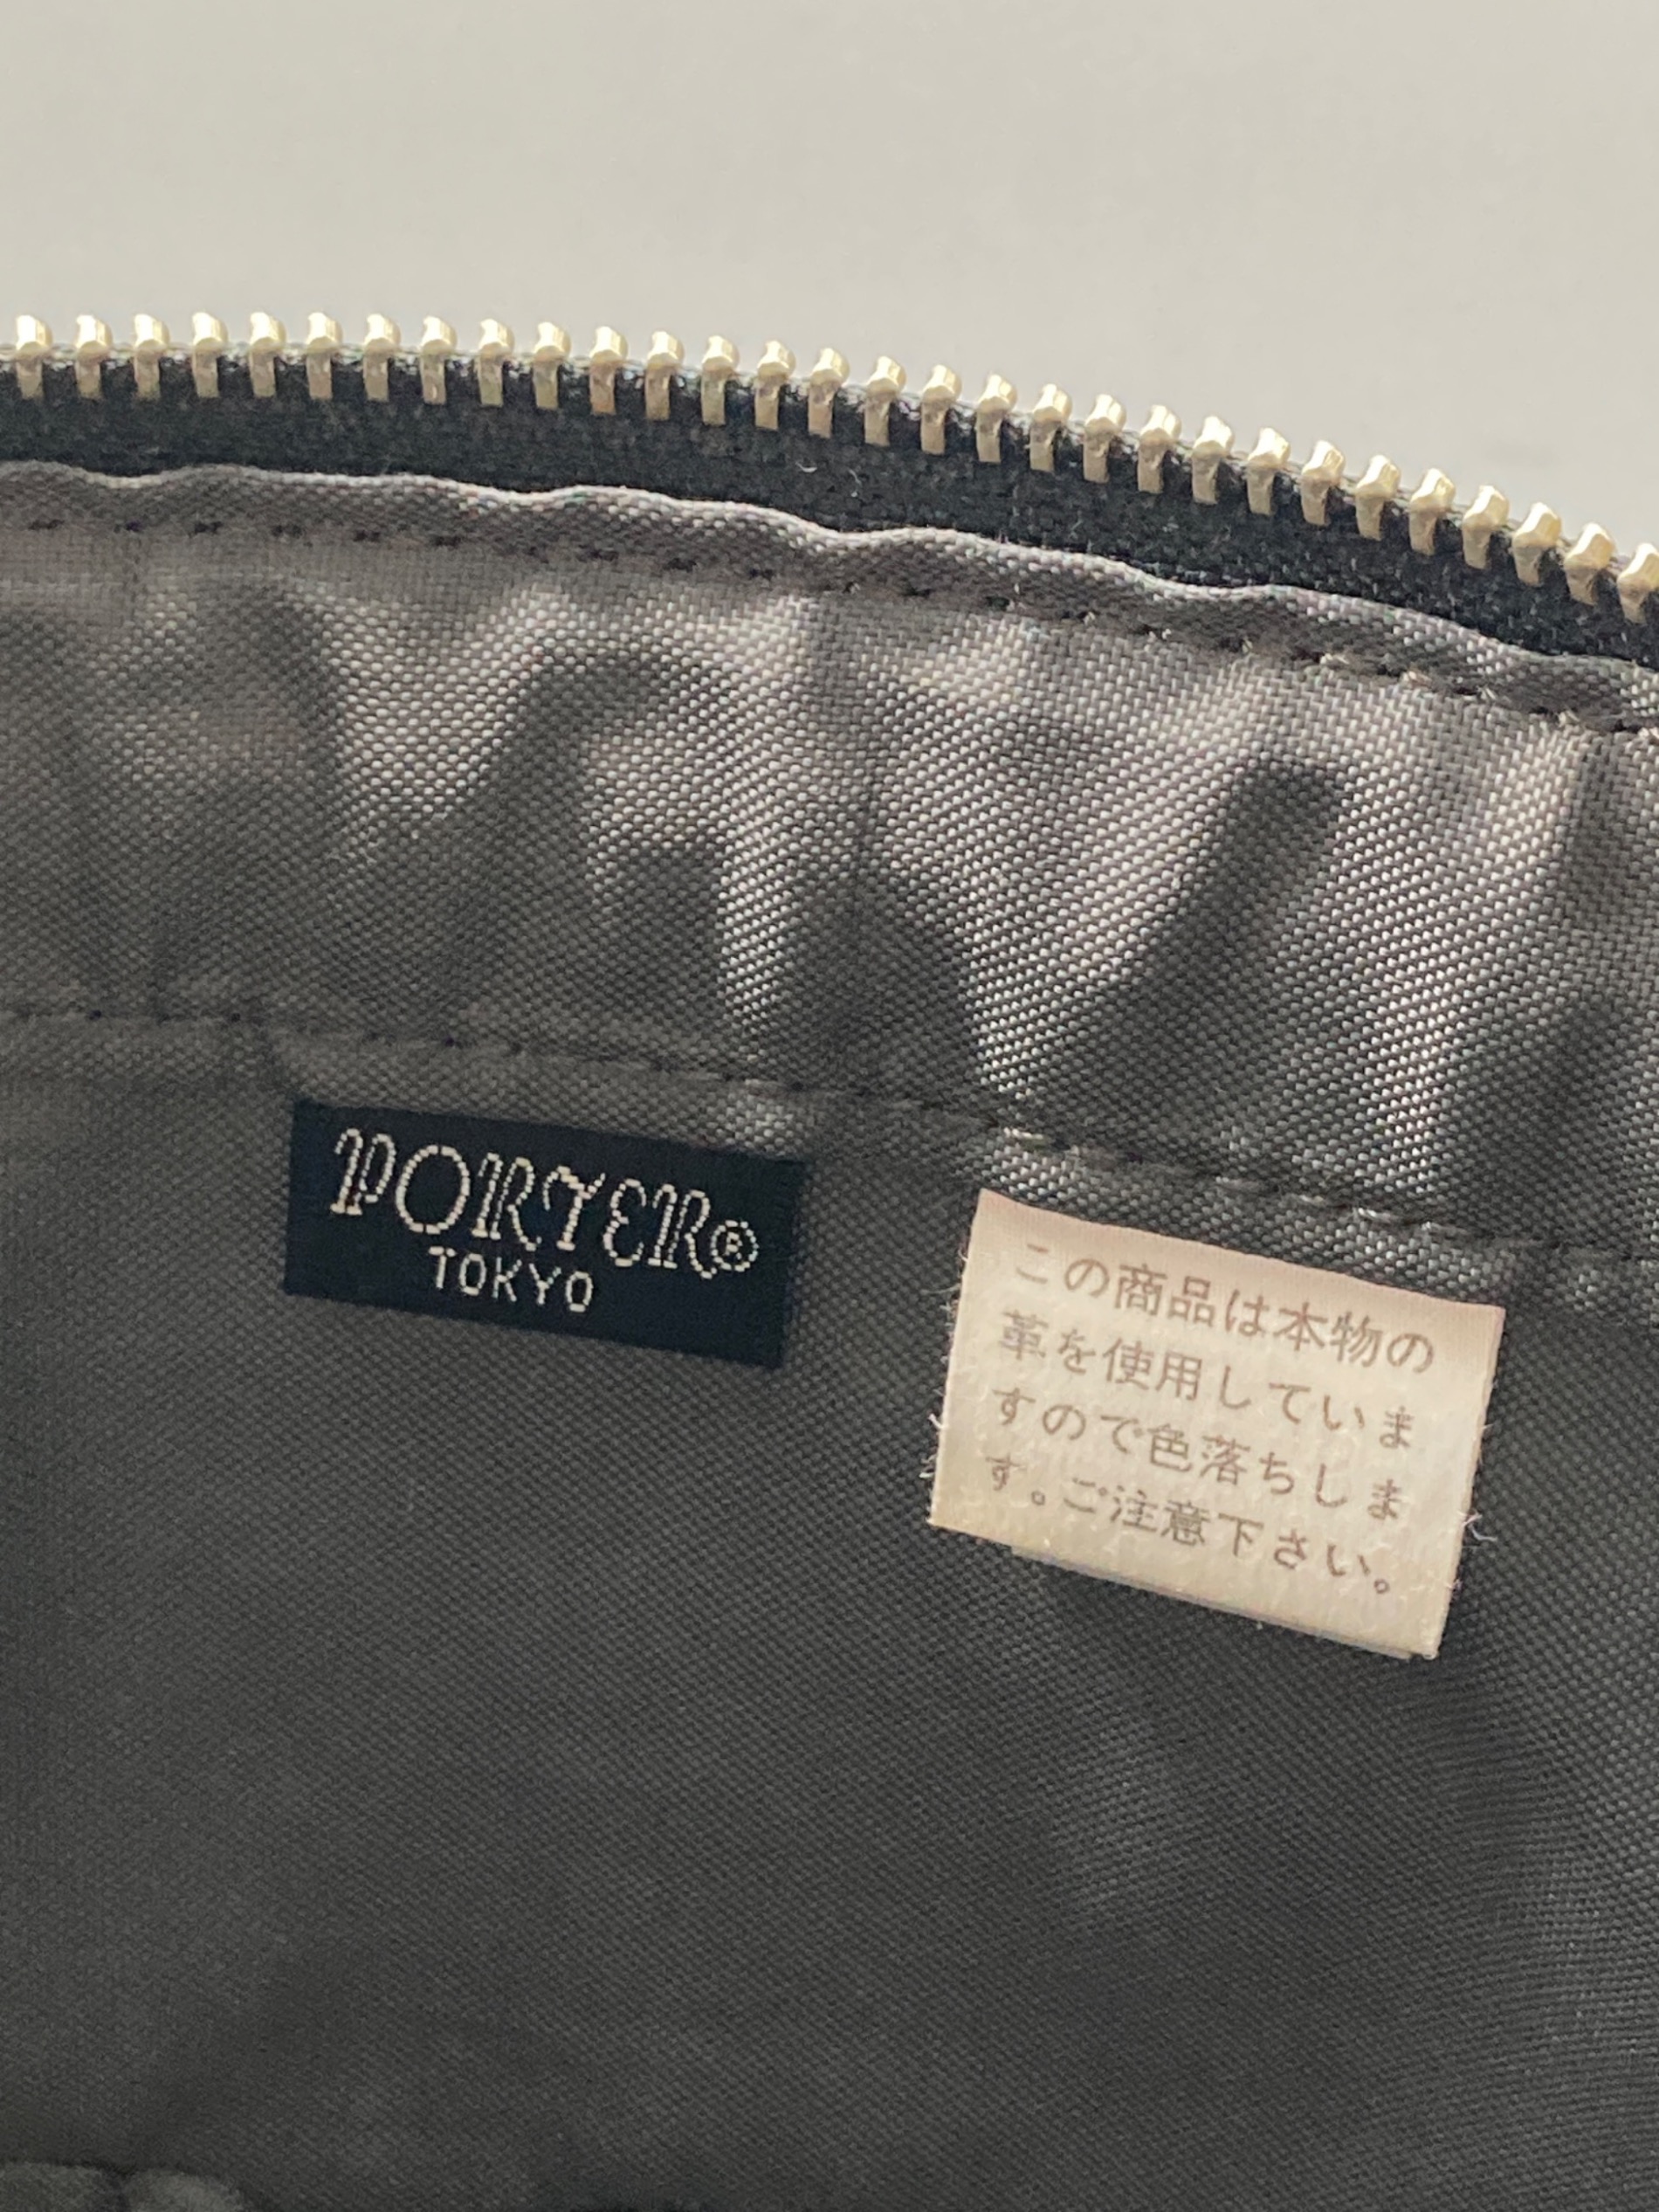 PORTER®
TOKYO
この商品は本物の
革を使用していま
すので色落ちしま
す。ご注意下さい。